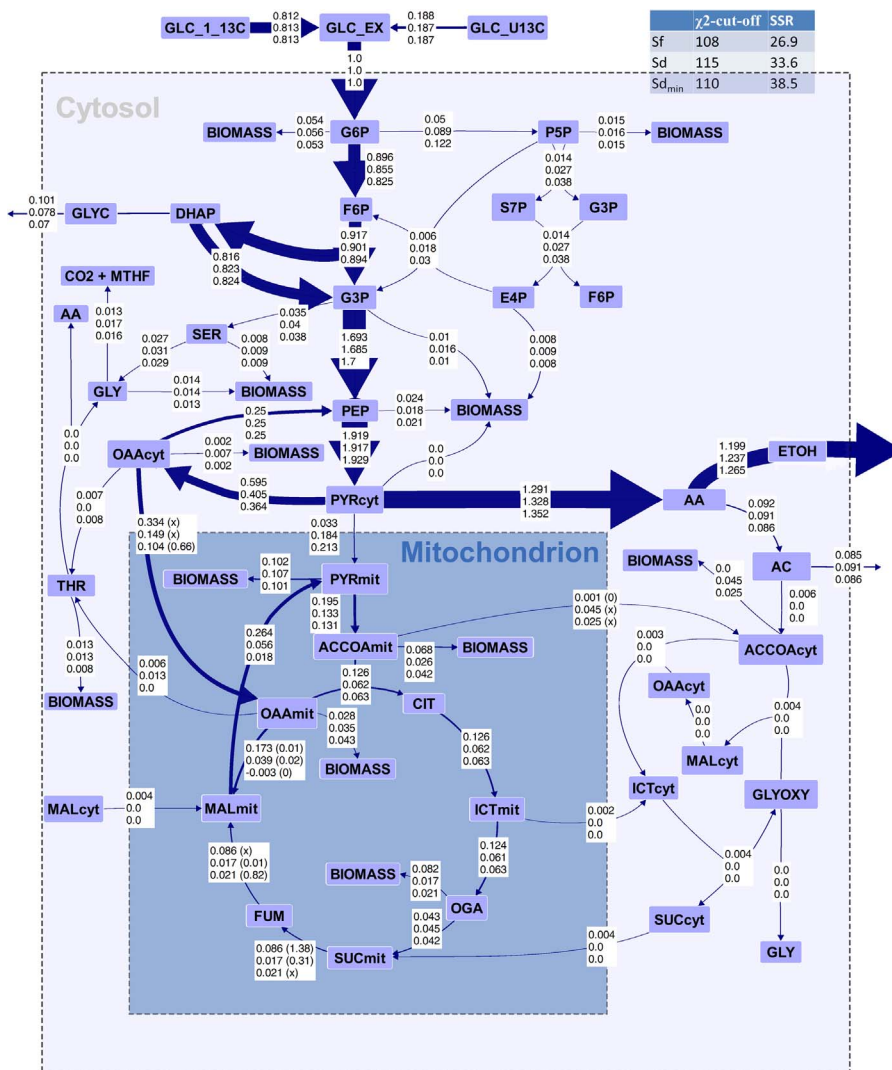 GLC_1_13C
0.812
0.813
0.813
GLC_EX
0.188
0.187
0.187
GLC_U13C
χ2-cut-off SSR
Sf 108 26.9
Sd 115 33.6
Sdmin 110 38.5
1.0
1.0
1.0
Cytosol
BIOMASS
0.054
0.056
0.053
G6P
0.05
0.089
0.122
P5P
0.015
0.016
0.015
BIOMASS
0.896
0.855
0.825
0.014
0.027
0.038
0.101
0.078
0.07
GLYC
DHAP
F6P
S7P
G3P
0.917
0.901
0.894
0.006
0.018
0.03
0.014
0.027
0.038
0.816
0.823
0.824
CO2 + MTHF
G3P
E4P
F6P
AA
0.013
0.017
0.016
SER
0.035
0.04
0.038
0.027
0.031
0.029
0.008
0.009
0.009
1.693
1.685
1.7
0.01
0.016
0.01
0.008
0.009
0.008
GLY
0.014
0.014
0.013
BIOMASS
PEP
0.024
0.018
0.021
BIOMASS
0.0
0.0
0.0
0.25
0.25
0.25
OAAcyt
0.002
0.007
0.002
BIOMASS
1.919
1.917
1.929
0.0
0.0
0.0
1.199
1.237
1.265
ETOH
0.595
0.405
0.364
PYRcyt
1.291
1.328
1.352
AA
0.007
0.0
0.008
0.334 (x)
0.149 (x)
0.104 (0.66)
0.033
0.184
0.213
0.092
0.091
0.086
Mitochondrion
BIOMASS
0.0
0.045
0.025
AC
0.085
0.091
0.086
THR
BIOMASS
0.102
0.107
0.101
PYRmit
0.195
0.133
0.131
0.001 (0)
0.045 (x)
0.025 (x)
0.006
0.0
0.0
0.264
0.056
0.018
ACCOAmit
0.068
0.026
0.042
BIOMASS
0.003
0.0
0.0
ACCOAcyt
0.013
0.013
0.008
BIOMASS
0.006
0.013
0.0
0.126
0.062
0.063
OAAcyt
OAAmit
CIT
0.028
0.035
0.043
0.004
0.0
0.0
0.0
0.0
0.0
0.126
0.062
0.063
0.173 (0.01)
0.039 (0.02)
-0.003 (0)
BIOMASS
MALcyt
MALcyt
0.004
0.0
0.0
MALmit
ICTmit
0.002
0.0
0.0
ICTcyt
GLYOXY
0.086 (x)
0.017 (0.01)
0.021 (0.82)
0.124
0.061
0.063
BIOMASS
0.082
0.017
0.021
0.004
0.0
0.0
0.0
0.0
0.0
FUM
OGA
0.043
0.045
0.042
SUCcyt
0.086 (1.38)
0.017 (0.31)
0.021 (x)
SUCmit
0.004
0.0
0.0
GLY